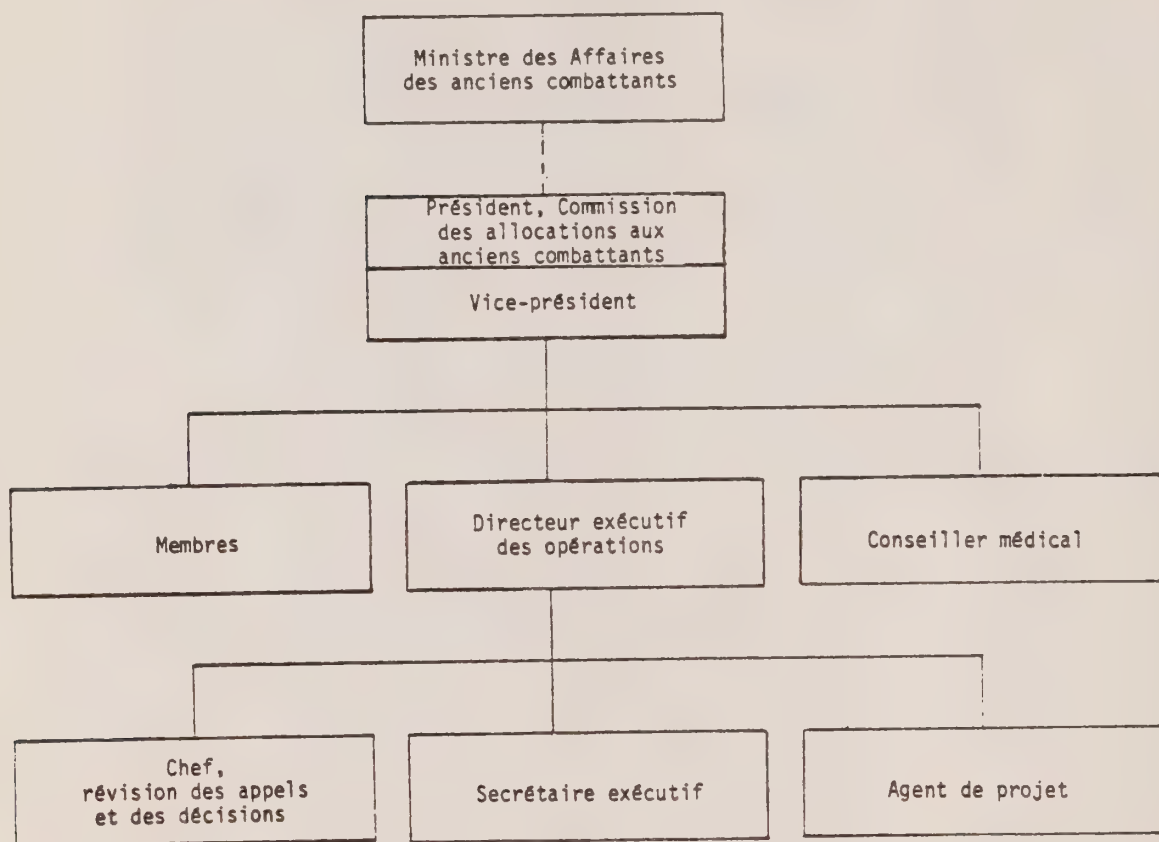 Ministre des Affaires
des anciens combattants
Président, Commission
des allocations aux
anciens combattants
Vice-président
Membres
Directeur exécutif
des opérations
Conseiller médical
Chef,
révision des appels
et des décisions
Secrétaire exécutif
Agent de projet